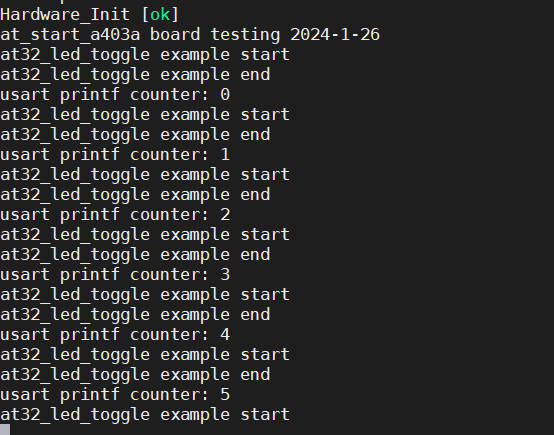 Hardware_Init [ok]
at_start_a403a board testing 2024-1-26
at32_led_toggle example start
at32_led_toggle example end
usart printf counter: 0
at32_led_toggle example start
at32_led_toggle example end
usart printf counter: 1
at32_led_toggle example start
at32_led_toggle example end
usart printf counter: 2
at32_led_toggle example start
at32_led_toggle example end
usart printf counter: 3
at32_led_toggle example start
at32_led_toggle example end
usart printf counter: 4
at32_led_toggle example start
at32_led_toggle example end
usart printf counter: 5
at32_led_toggle example start